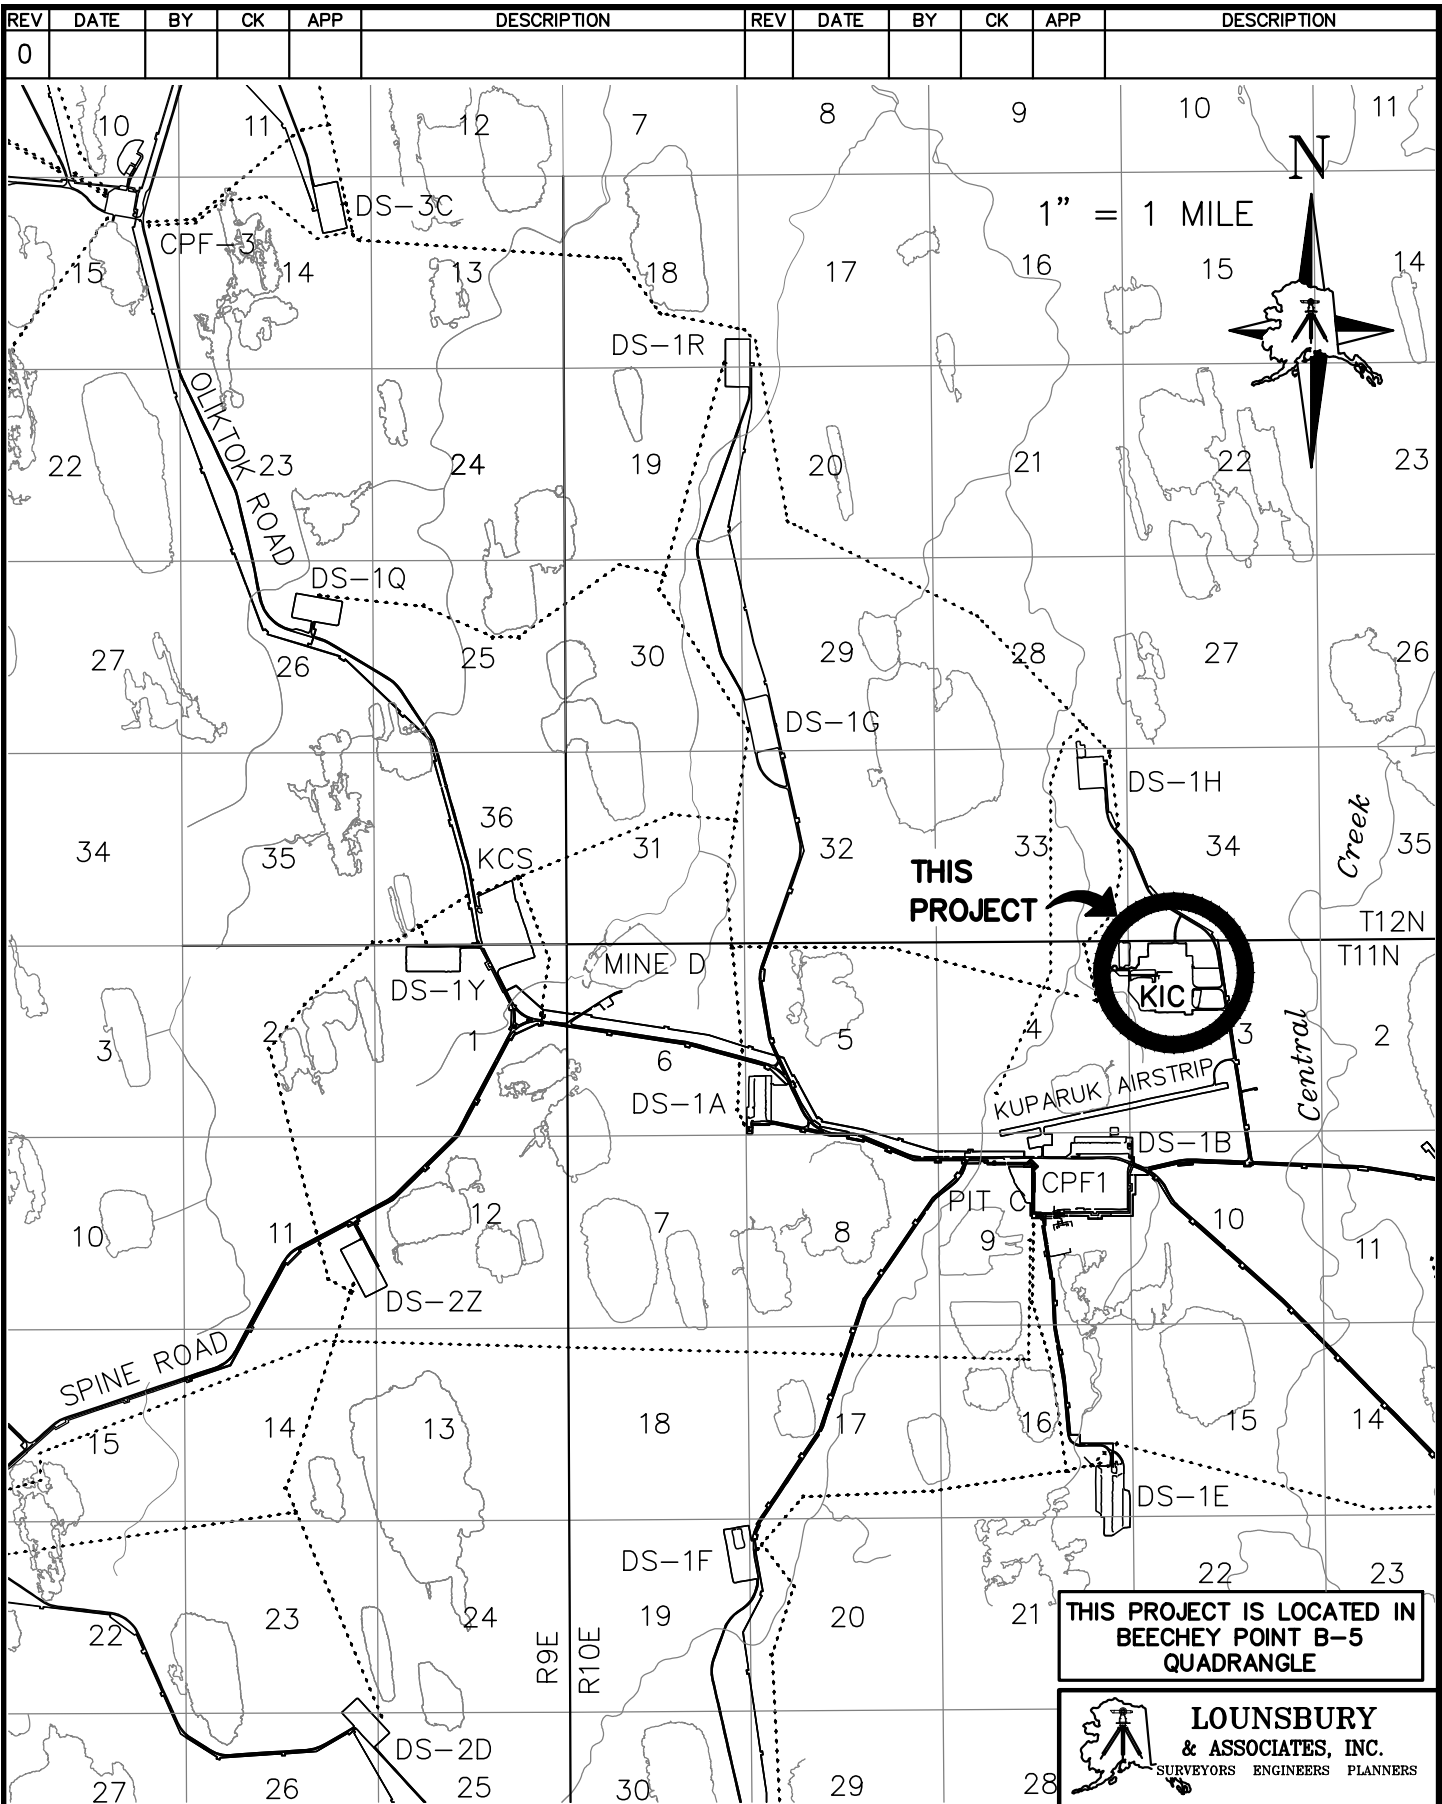 REV DATE BY CK APP DESCRIPTION REV DATE BY CK APP DESCRIPTION
0
10 11 12 7 8 9 10 11
N
DS-3C
1" = 1 MILE
CPF-3
15 14 13 18 17 16 15 14
DS-1R
OLIKTOK ROAD
22 23 24 19 20 21 22 23
DS-1Q
27 26 25 30 29 28 27 26
DS-1G
DS-1H
36
34 35 KCS 31 32 33 34 35
Creek
THIS
PROJECT
T12N
T11N
MINE D
DS-1Y
KIC
3 2 1 6 5 4 3 2
Central
KUPARUK AIRSTRIP
DS-1A
DS-1B
CPF1
PIT C
10 11 12 7 8 9 10 11
DS-2Z
SPINE ROAD
15 14 13 18 17 16 15 14
DS-1E
DS-1F
22 23 24 19 20 21 22 23
R9E
R10E
THIS PROJECT IS LOCATED IN
BEECHEY POINT B-5
QUADRANGLE
DS-2D
27 26 25 30 29 28
LOUNSBURY
& ASSOCIATES, INC.
SURVEYORS ENGINEERS PLANNERS